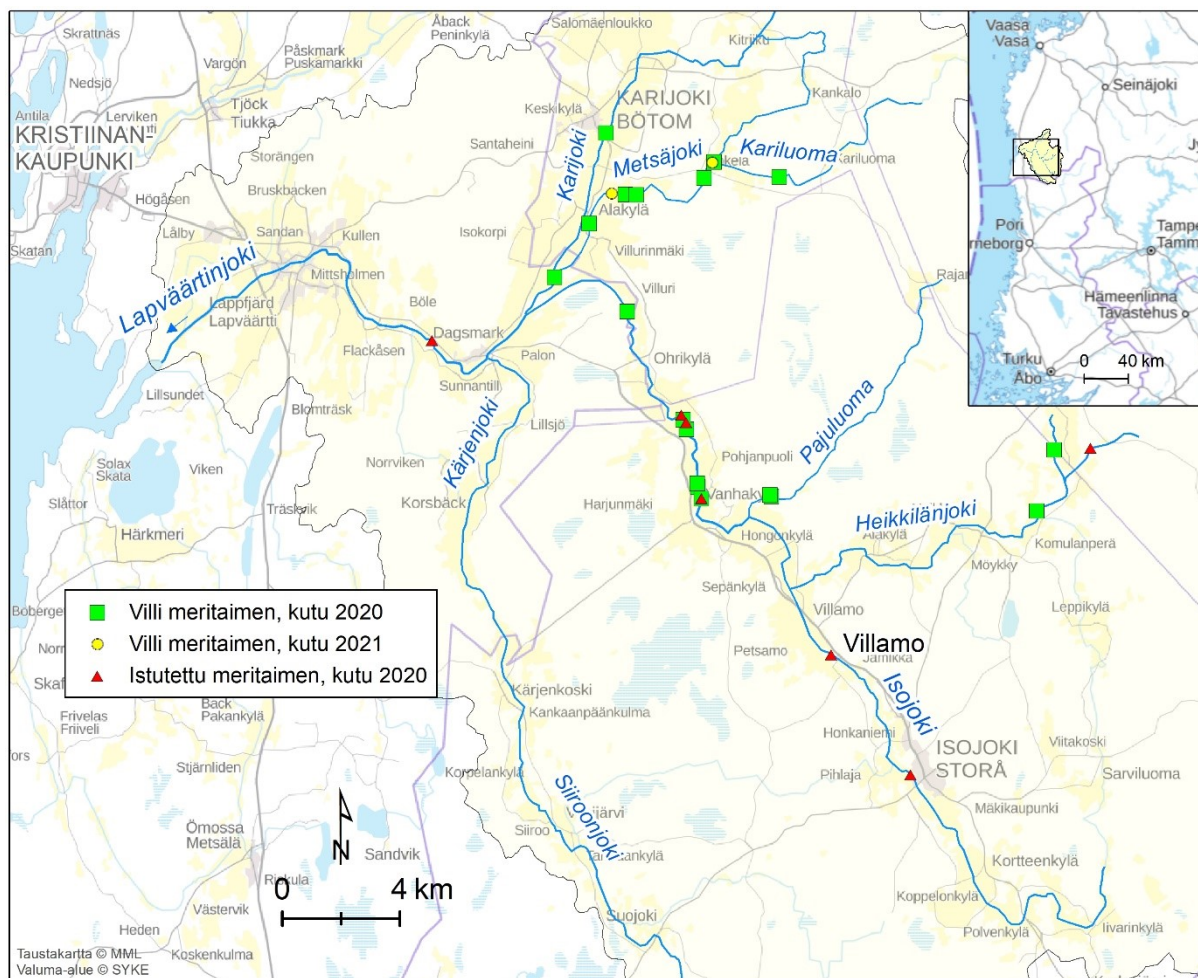 Skrattnäs
Åback
Peninkylä
Salomäenloukko
Nedsjö
Vargön
Påskmark
Puskamarkki
Kitriiku
Antila
Lerviken
Tjöck
Tiukka
Keskikylä
KARIJOKI
BÖTOM
Kankalo
KRISTIINAN-
KAUPUNKI
Santaheini
Karijoki
Metsäjoki
Kariluoma
Kariluoma
Storängen
Högåsen
Bruskbacken
Alakylä
Skatan
Lålby
Sandan
Kullen
Isokorpi
Villurinmäki
Mittsholmen
Lapväärtinjoki
Lappfjärd
Lapväärtti
Böle
Villuri
Dagsmark
Flackåsen
Palon
Ohrikylä
Sunnantill
Lillsundet
Blomträsk
Lillsjö
Kärjenjoki
Pajuluoma
Solax
Skata
Viken
Norrviken
Pohjanpuoli
Slåttor
Träskvik
Korsbäck
Harjunmäki
Härkmeri
Hongonkylä
Heikkilänjoki
Alakylä
Komulanperä
Möykky
Sepänkylä
Leppikylä
Villamo
Villamo
Petsamo
Jamikka
Villi meritaimen, kutu 2020
Villi meritaimen, kutu 2021
Istutettu meritaimen, kutu 2020
Back
Pakankylä
Frivelas
Friiveli
Kärjenkoski
Kankaanpäänkulma
Isojoki
Honkaniemi
ISOJOKI
STORÅ
Viitakoski
Stjärnliden
Korpelankylä
Pihlaja
Sarviluoma
Siiroonjoki
Mäkikaupunki
Siiroo
Ömossa
Metsälä
Sandvik
N
Kortteenkylä
0 4 km
Koppelonkylä
Västervik
Suojoki
Polvenkylä
Iivarinkylä
Heden
Koskenkulma
Taustakartta © MML
Valuma-alue © SYKE
Vaasa
Vasa
Seinäjoki
Pori
Hämeenlinna
Tavastehus
Turku
Åbo
0 40 km